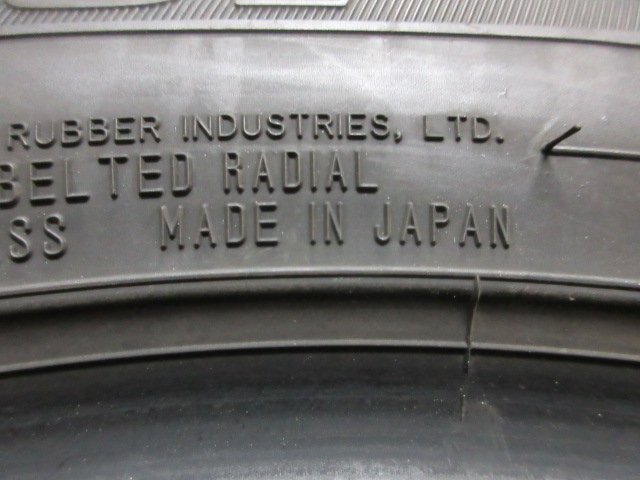 RUBBER INDUSTRIES, LTD.
BELTED RADIAL
SS MADE IN JAPAN